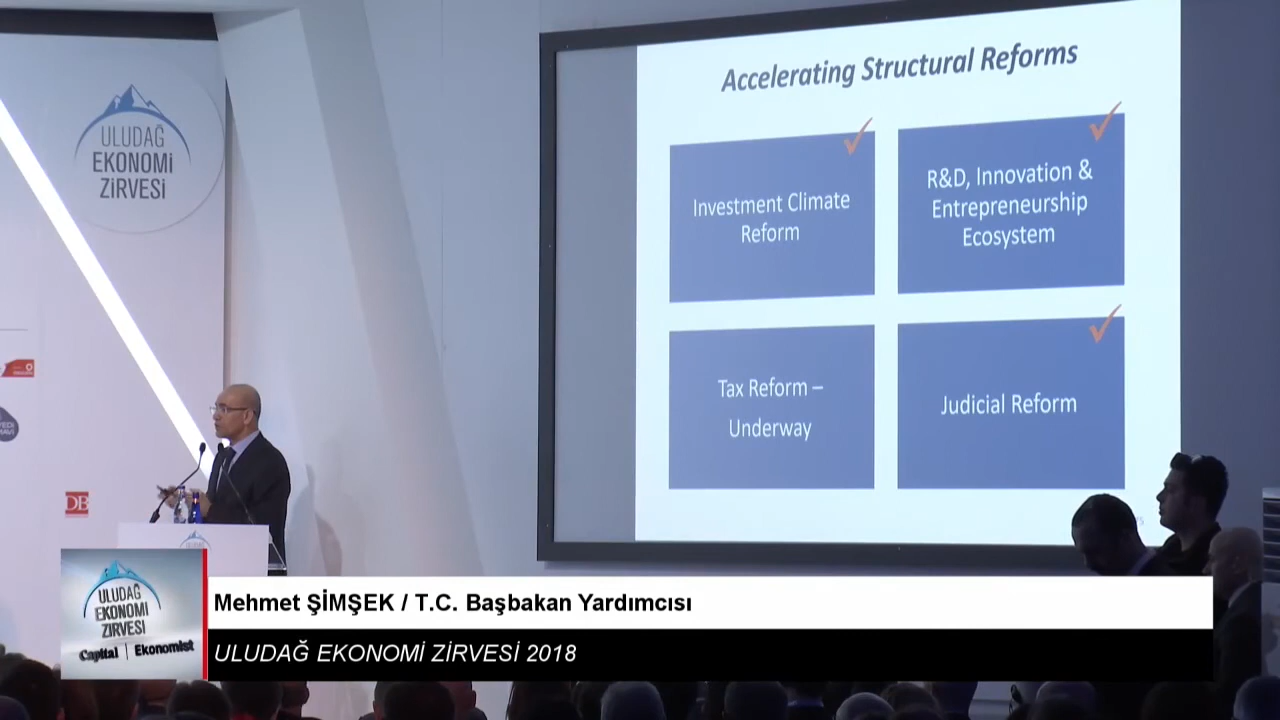 ULUDAĞ
EKONOMİ
ZİRVESİ
Accelerating Structural Reforms
Investment Climate
Reform
R&D, Innovation &
Entrepreneurship
Ecosystem
Tax Reform –
Underway
Judicial Reform
DB
ULUDAĞ
EKONOMİ
ZİRVESİ
Capital | Ekonomist
Mehmet ŞİMŞEK / T.C. Başbakan Yardımcısı
ULUDAĞ EKONOMİ ZİRVESİ 2018